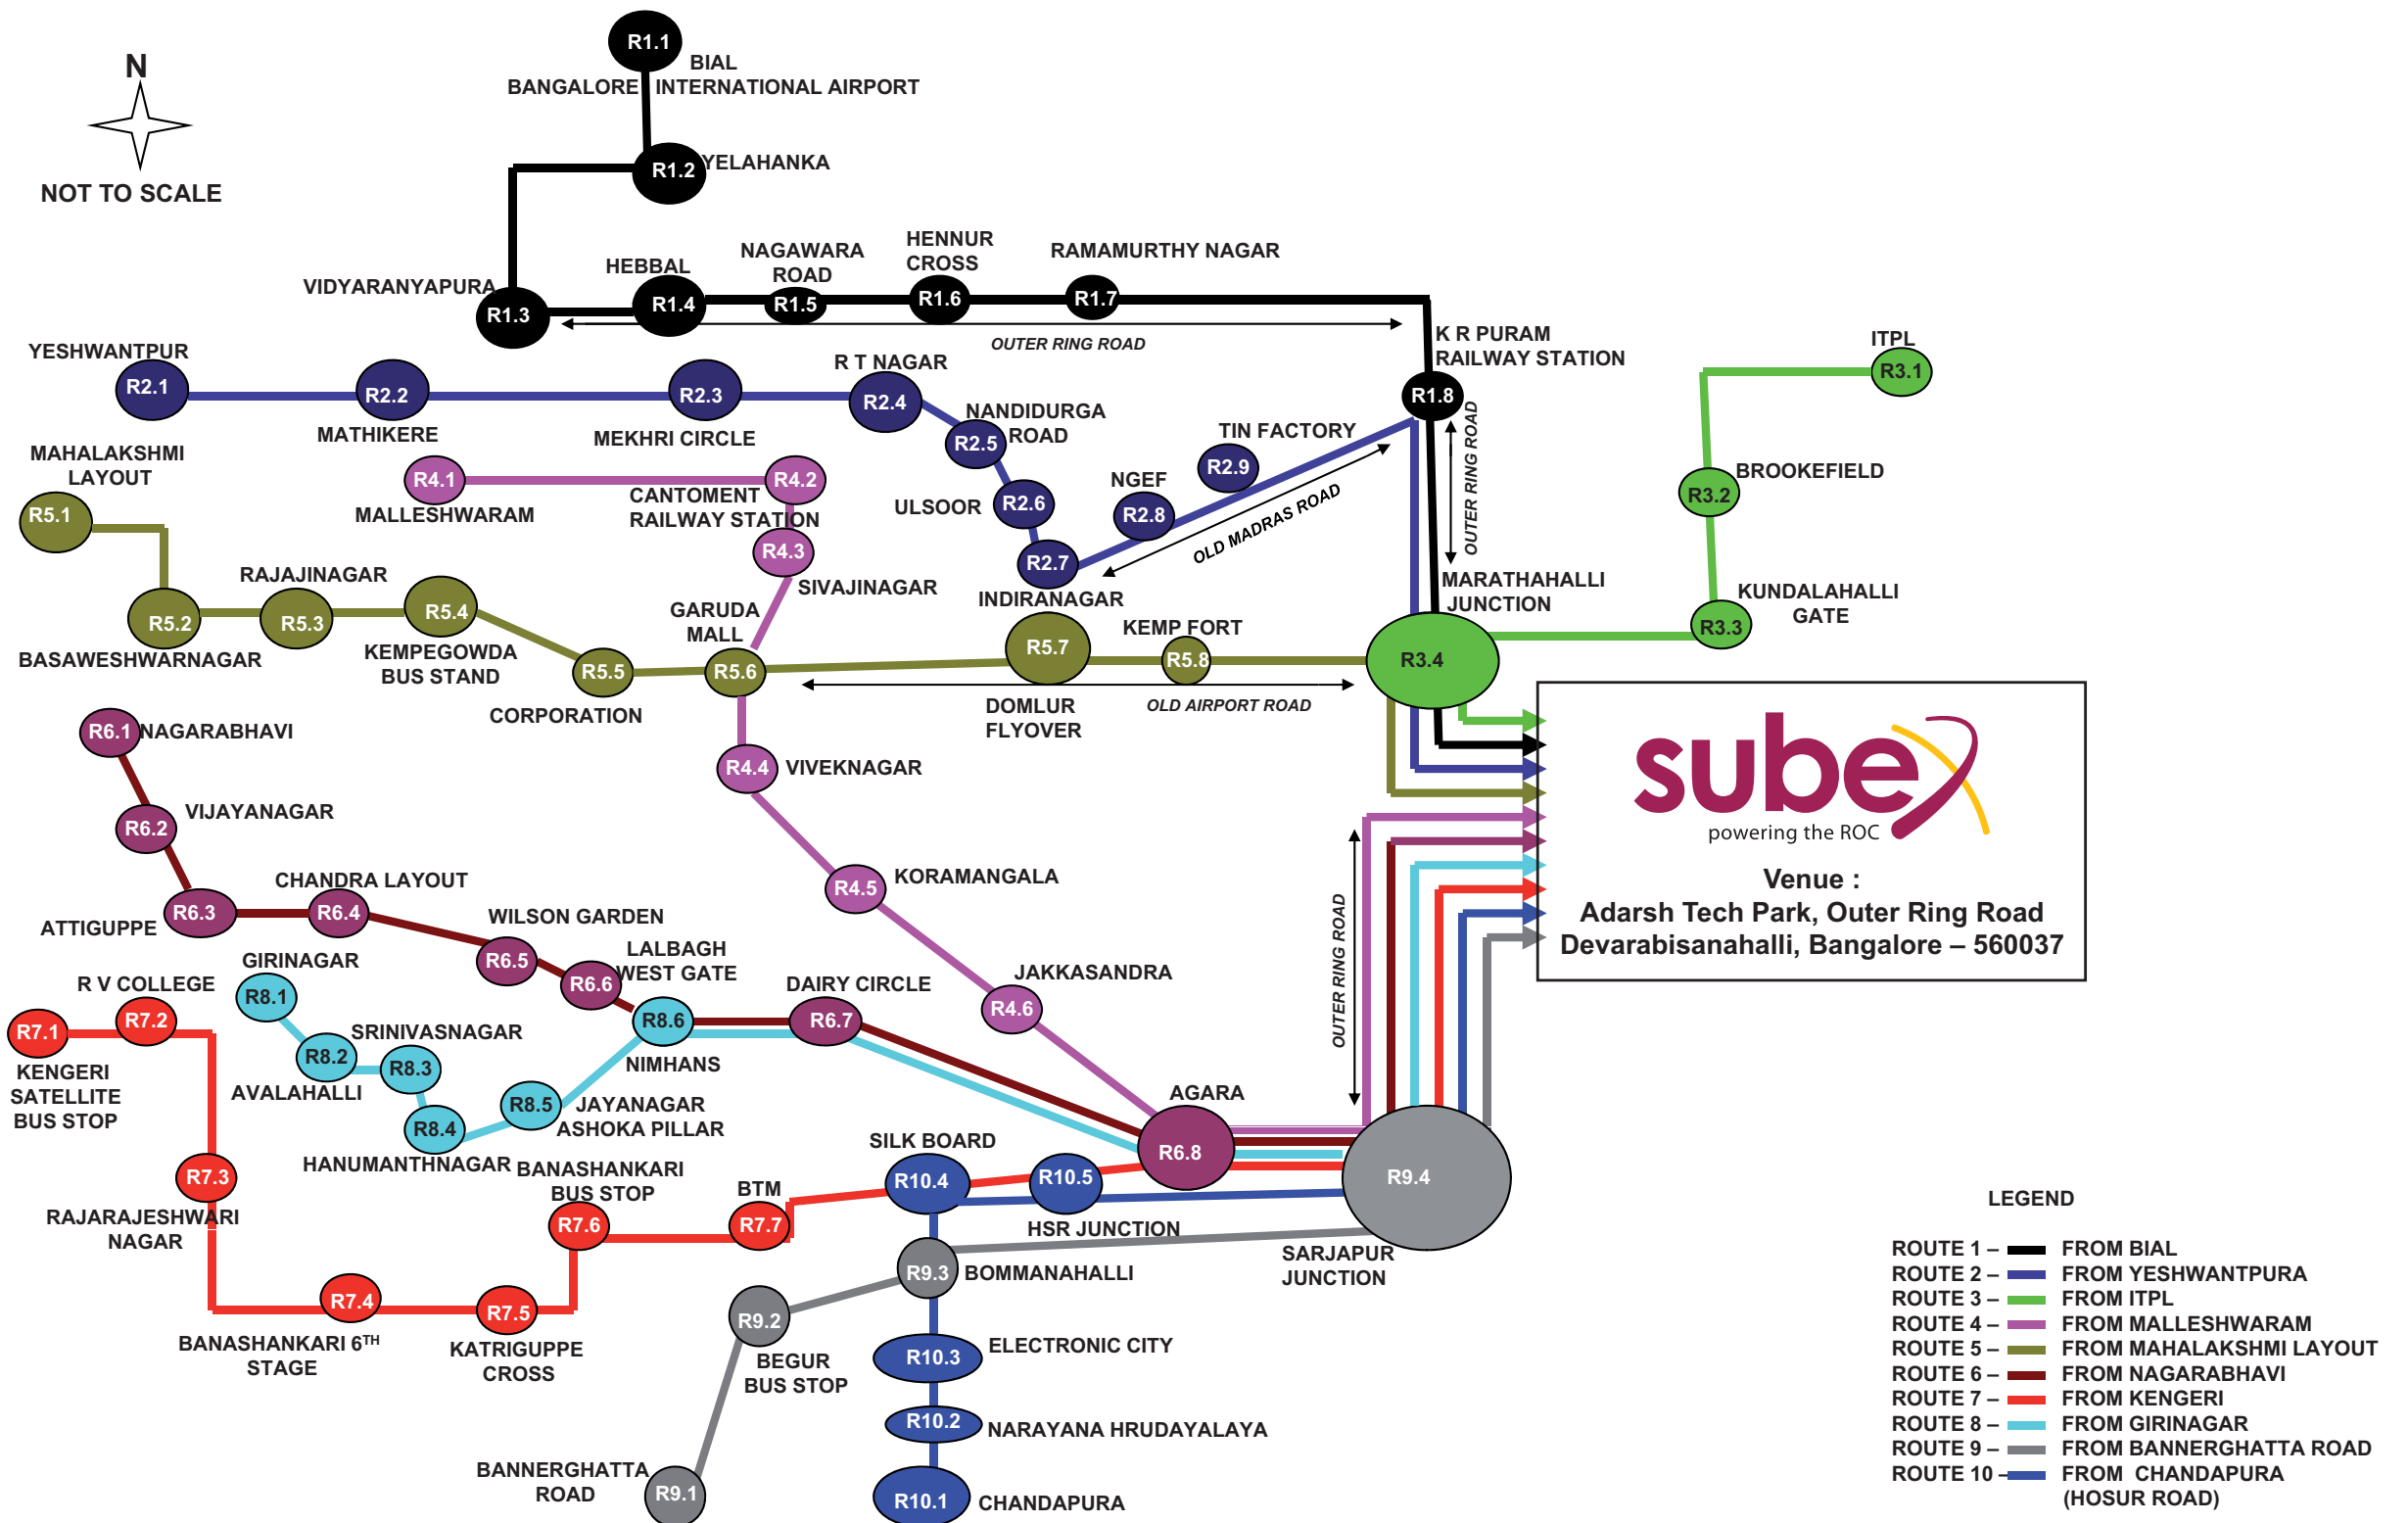 R1.1
BIAL
BANGALORE INTERNATIONAL AIRPORT
N
NOT TO SCALE
R1.2
YELAHANKA
VIDYARANYAPURA
R1.3
HEBBAL
R1.4
NAGAWARA
ROAD
R1.5
HENNUR
CROSS
R1.6
RAMAMURTHY NAGAR
R1.7
OUTER RING ROAD
K R PURAM
RAILWAY STATION
R1.8
OUTER RING ROAD
ITPL
R3.1
BROOKEFIELD
R3.2
KUNDALAHALLI
GATE
R3.3
MARATHAHALLI
JUNCTION
R3.4
YESHWANTPUR
R2.1
R2.2
MATHIKERE
R2.3
MEKHRI CIRCLE
R T NAGAR
R2.4
NANDIDURGA
ROAD
R2.5
ULSOOR
R2.6
R2.7
INDIRANAGAR
NGEF
R2.8
TIN FACTORY
R2.9
OLD MADRAS ROAD
MAHALAKSHMI
LAYOUT
R5.1
R4.1
MALLESHWARAM
R4.2
CANTOMENT
RAILWAY STATION
R4.3
SIVAJINAGAR
R5.2
BASAWESHWARNAGAR
RAJAJINAGAR
R5.3
R5.4
KEMPEGOWDA
BUS STAND
R5.5
CORPORATION
GARUDA
MALL
R5.6
R5.7
DOMLUR
FLYOVER
KEMP FORT
R5.8
OLD AIRPORT ROAD
R4.4
VIVEKNAGAR
R4.5
KORAMANGALA
JAKKASANDRA
R4.6
subex
powering the ROC
Venue :
Adarsh Tech Park, Outer Ring Road
Devarabisanahalli, Bangalore – 560037
OUTER RING ROAD
R6.1
NAGARABHAVI
R6.2
VIJAYANAGAR
R6.3
ATTIGUPPE
CHANDRA LAYOUT
R6.4
WILSON GARDEN
R6.5
LALBAGH
WEST GATE
R6.6
DAIRY CIRCLE
R6.7
AGARA
R6.8
GIRINAGAR
R8.1
R8.2
AVALAHALLI
SRINIVASNAGAR
R8.3
R8.4
HANUMANTHNAGAR
R8.5
JAYANAGAR
ASHOKA PILLAR
R8.6
NIMHANS
R7.1
KENGERI
SATELLITE
BUS STOP
R V COLLEGE
R7.2
R7.3
RAJARAJESHWARI
NAGAR
R7.4
BANASHANKARI 6TH
STAGE
R7.5
KATRIGUPPE
CROSS
BANASHANKARI
BUS STOP
R7.6
BTM
R7.7
SILK BOARD
R10.4
R10.5
HSR JUNCTION
R9.4
SARJAPUR
JUNCTION
R9.3
BOMMANAHALLI
R9.2
BEGUR
BUS STOP
BANNERGHATTA
ROAD
R9.1
R10.3
ELECTRONIC CITY
R10.2
NARAYANA HRUDAYALAYA
R10.1
CHANDAPURA
LEGEND
ROUTE 1 – FROM BIAL
ROUTE 2 – FROM YESHWANTPURA
ROUTE 3 – FROM ITPL
ROUTE 4 – FROM MALLESHWARAM
ROUTE 5 – FROM MAHALAKSHMI LAYOUT
ROUTE 6 – FROM NAGARABHAVI
ROUTE 7 – FROM KENGERI
ROUTE 8 – FROM GIRINAGAR
ROUTE 9 – FROM BANNERGHATTA ROAD
ROUTE 10 – FROM CHANDAPURA
(HOSUR ROAD)